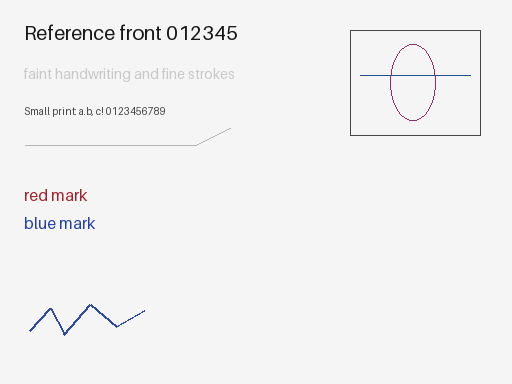 Reference front 012345
faint handwriting and fine strokes
Small print a.b, c! 0123456789
red mark
blue mark